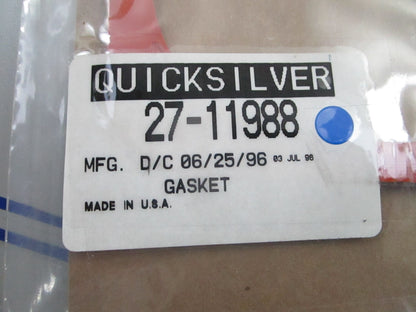 QUICKSILVER
27-11988
MFG. D/C 06/25/96 03 JUL 96
GASKET
MADE IN U.S.A.